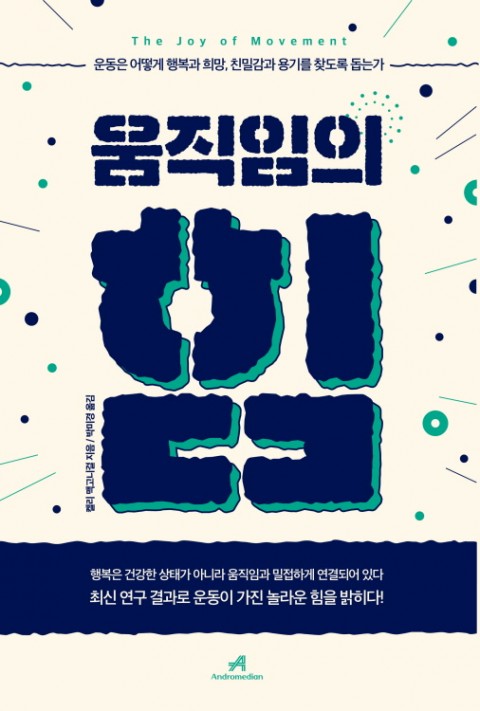 The Joy of Movement
운동은 어떻게 행복과 희망, 친밀감과 용기를 찾도록 돕는가
움직임의
힘
켈리 맥고니걸 지음 / 박미경 옮김
행복은 건강한 상태가 아니라 움직임과 밀접하게 연결되어 있다
최신 연구 결과로 운동이 가진 놀라운 힘을 밝히다!
Andromedian